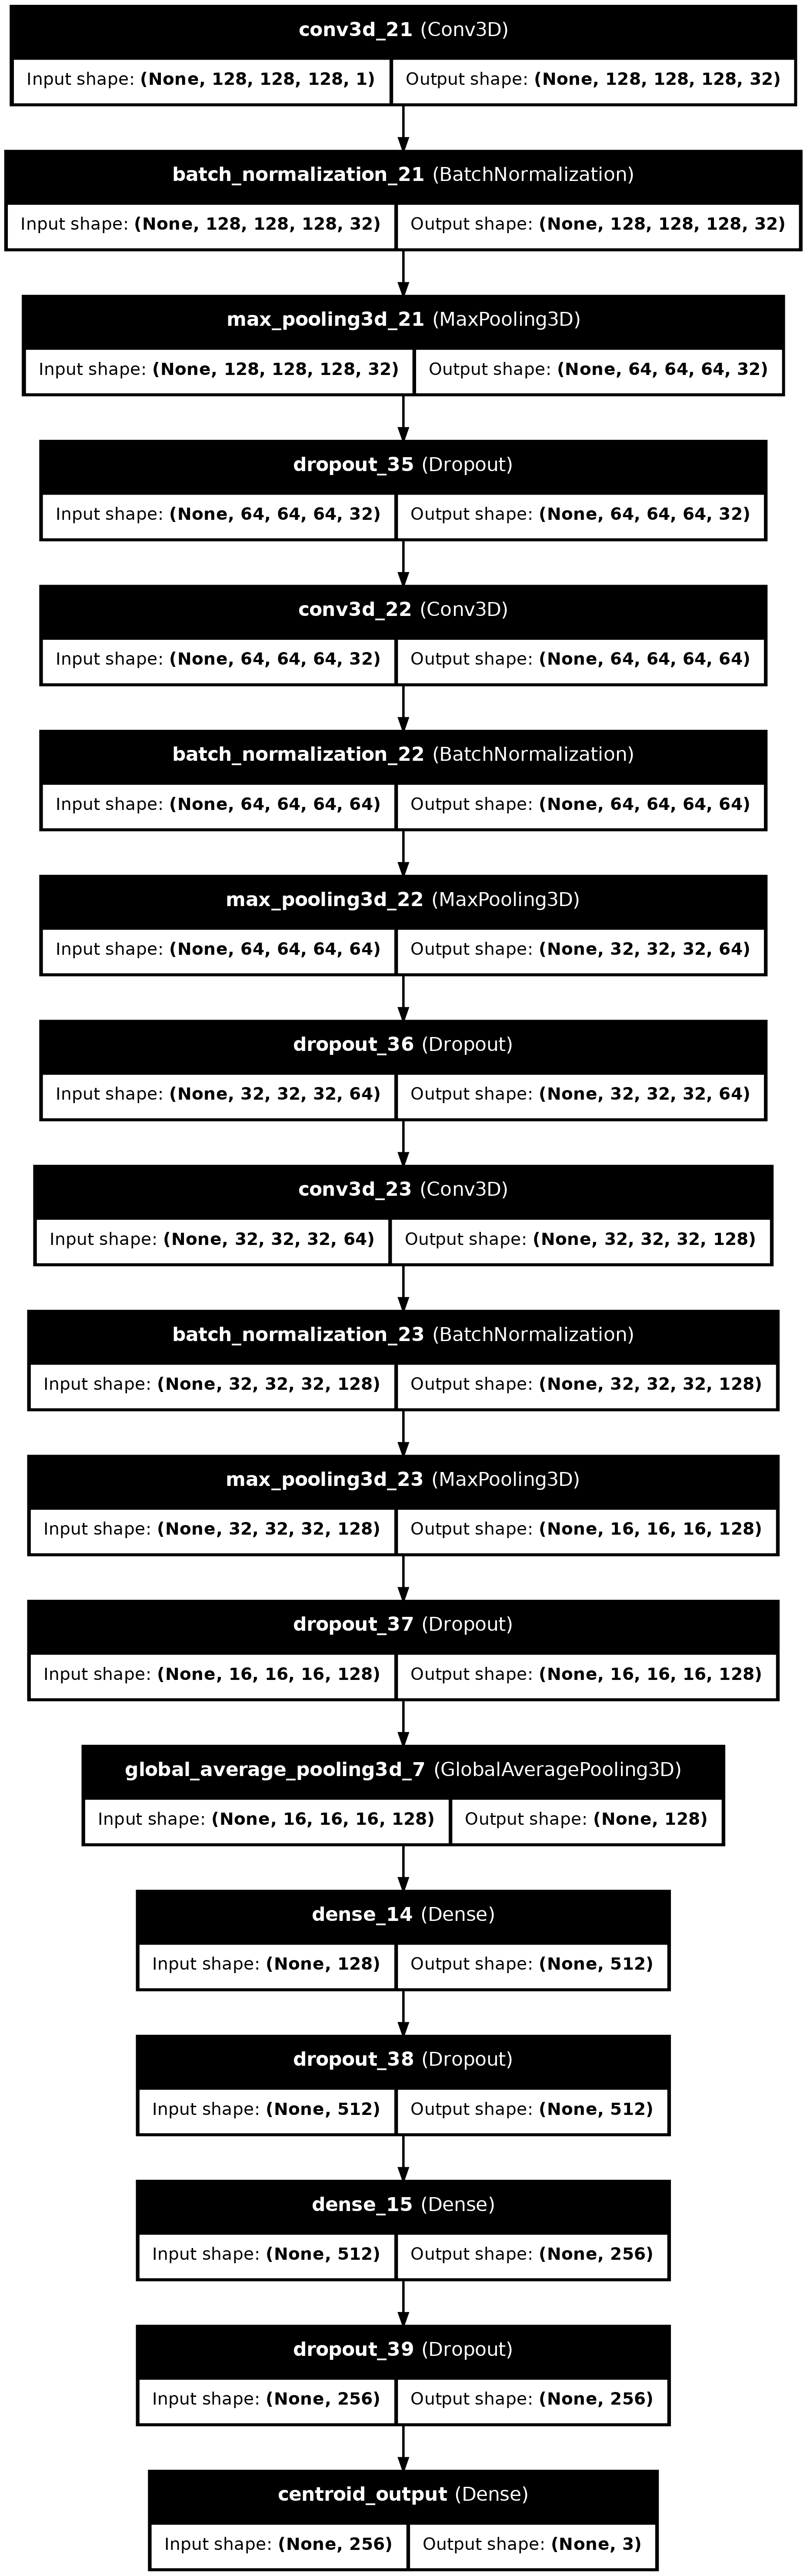 conv3d_21 (Conv3D)
Input shape: (None, 128, 128, 128, 1) Output shape: (None, 128, 128, 128, 32)
batch_normalization_21 (BatchNormalization)
Input shape: (None, 128, 128, 128, 32) Output shape: (None, 128, 128, 128, 32)
max_pooling3d_21 (MaxPooling3D)
Input shape: (None, 128, 128, 128, 32) Output shape: (None, 64, 64, 64, 32)
dropout_35 (Dropout)
Input shape: (None, 64, 64, 64, 32) Output shape: (None, 64, 64, 64, 32)
conv3d_22 (Conv3D)
Input shape: (None, 64, 64, 64, 32) Output shape: (None, 64, 64, 64, 64)
batch_normalization_22 (BatchNormalization)
Input shape: (None, 64, 64, 64, 64) Output shape: (None, 64, 64, 64, 64)
max_pooling3d_22 (MaxPooling3D)
Input shape: (None, 64, 64, 64, 64) Output shape: (None, 32, 32, 32, 64)
dropout_36 (Dropout)
Input shape: (None, 32, 32, 32, 64) Output shape: (None, 32, 32, 32, 64)
conv3d_23 (Conv3D)
Input shape: (None, 32, 32, 32, 64) Output shape: (None, 32, 32, 32, 128)
batch_normalization_23 (BatchNormalization)
Input shape: (None, 32, 32, 32, 128) Output shape: (None, 32, 32, 32, 128)
max_pooling3d_23 (MaxPooling3D)
Input shape: (None, 32, 32, 32, 128) Output shape: (None, 16, 16, 16, 128)
dropout_37 (Dropout)
Input shape: (None, 16, 16, 16, 128) Output shape: (None, 16, 16, 16, 128)
global_average_pooling3d_7 (GlobalAveragePooling3D)
Input shape: (None, 16, 16, 16, 128) Output shape: (None, 128)
dense_14 (Dense)
Input shape: (None, 128) Output shape: (None, 512)
dropout_38 (Dropout)
Input shape: (None, 512) Output shape: (None, 512)
dense_15 (Dense)
Input shape: (None, 512) Output shape: (None, 256)
dropout_39 (Dropout)
Input shape: (None, 256) Output shape: (None, 256)
centroid_output (Dense)
Input shape: (None, 256) Output shape: (None, 3)